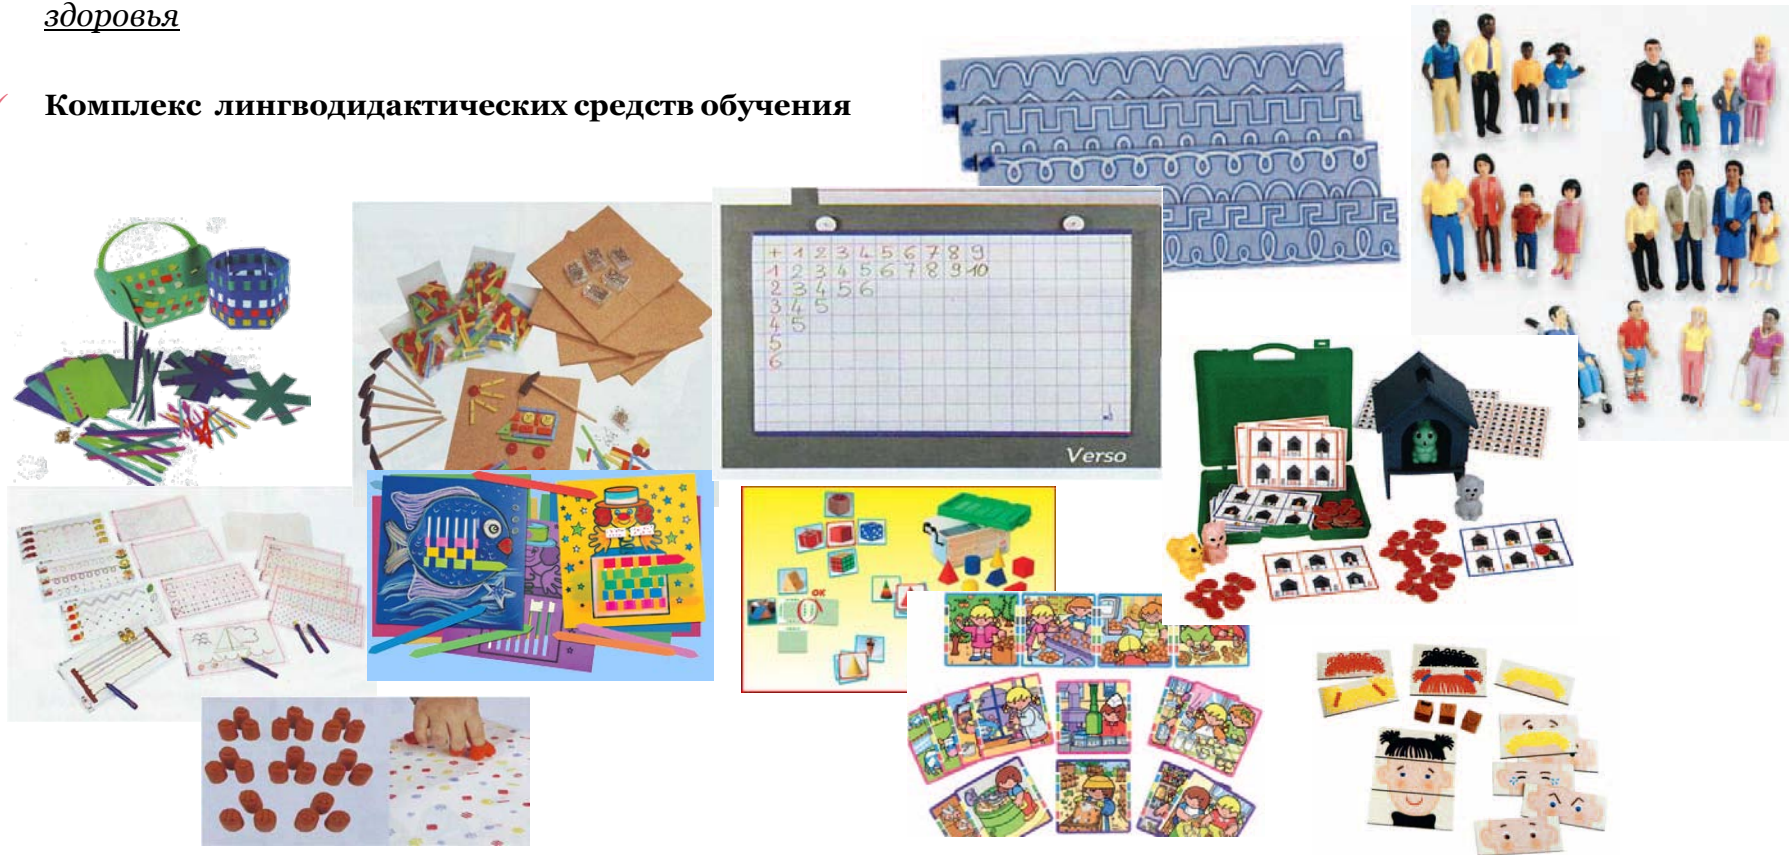 здоровья
Комплекс лингводидактических средств обучения
+ 1 2 3 4 5 6 7 8 9
1 2 3 4 5 6 7 8 9 10
2 3 4 5 6
3 4 5
4 5
5
6
Verso
OK